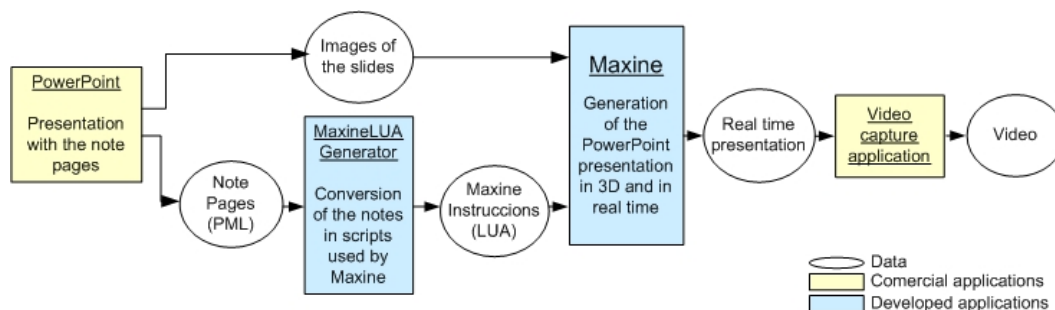 PowerPoint
Presentation
with the note
pages
Images of
the slides
Note
Pages
(PML)
MaxineLUA
Generator
Conversion
of the notes
in scripts
used by
Maxine
Maxine
Instruccions
(LUA)
Maxine
Generation
of the
PowerPoint
presentation
in 3D and in
real time
Real time
presentation
Video
capture
application
Video
Data
Comercial applications
Developed applications